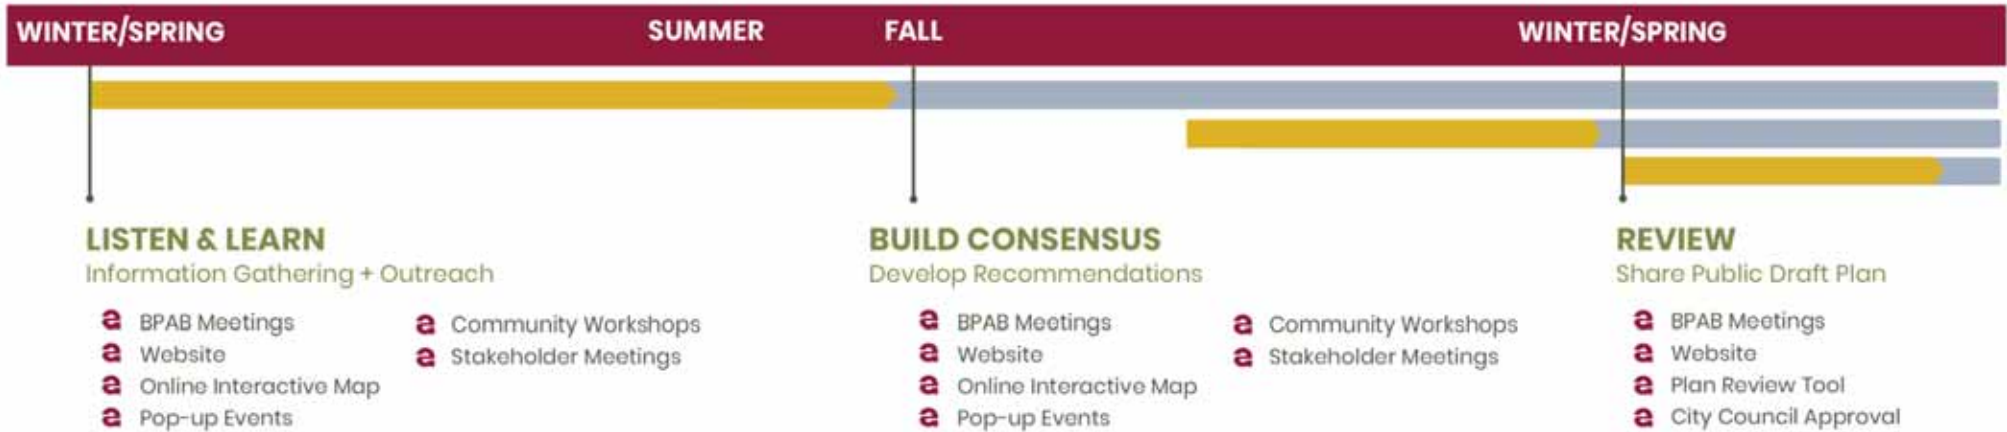 WINTER/SPRING
SUMMER
FALL
WINTER/SPRING
LISTEN & LEARN
Information Gathering + Outreach
BPAB Meetings
Website
Online Interactive Map
Pop-up Events
Community Workshops
Stakeholder Meetings
BUILD CONSENSUS
Develop Recommendations
BPAB Meetings
Website
Online Interactive Map
Pop-up Events
Community Workshops
Stakeholder Meetings
REVIEW
Share Public Draft Plan
BPAB Meetings
Website
Plan Review Tool
City Council Approval